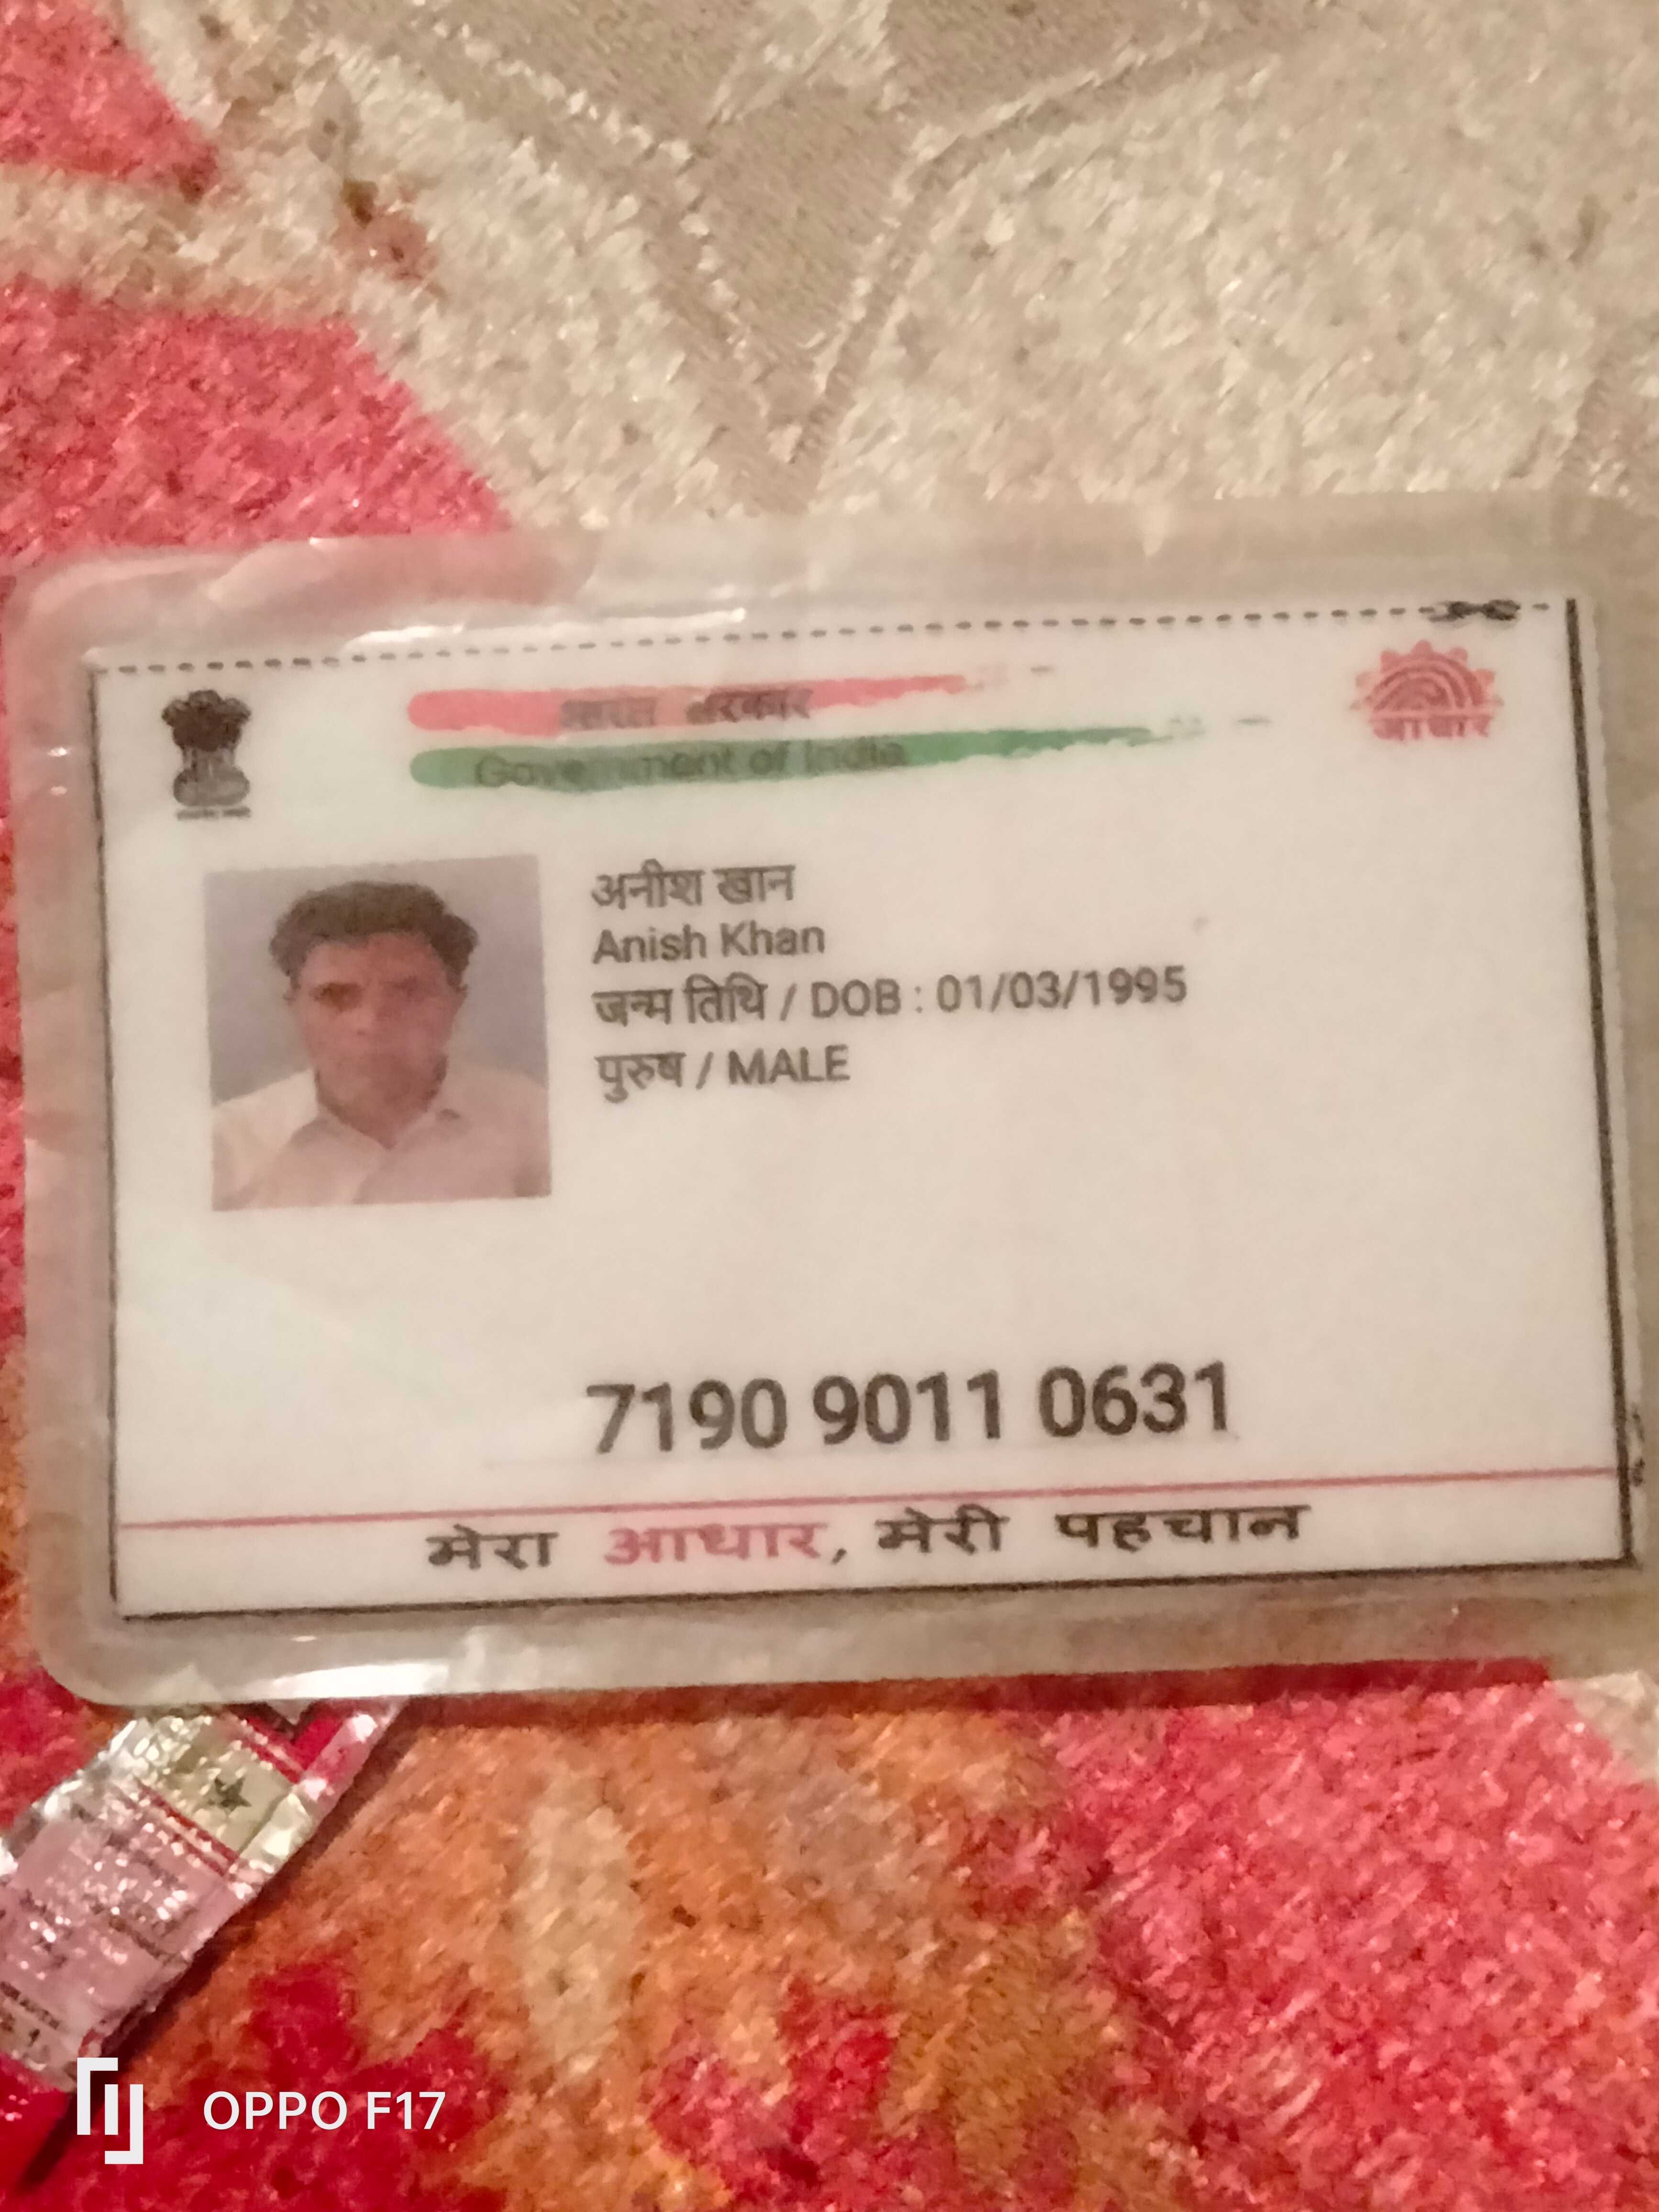 भारत सरकार
Government of India
आधार
अनीश खान
Anish Khan
जन्म तिथि / DOB : 01/03/1995
पुरुष / MALE
7190 9011 0631
मेरा आधार, मेरी पहचान
OPPO F17